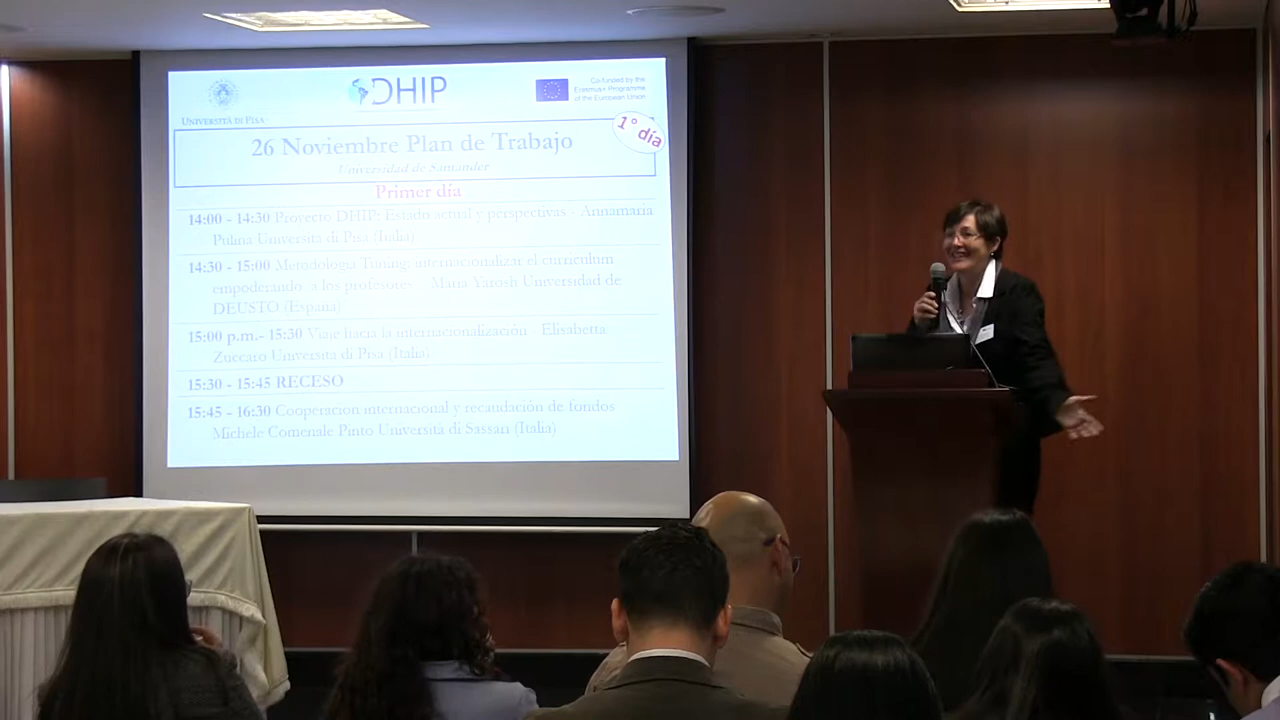 UNIVERSITÀ DI PISA
DHIP
Co-funded by the
Erasmus+ Programme
of the European Union
1° día
26 Noviembre Plan de Trabajo
Universidad de Santander
Primer día
14:00 - 14:30 Proyecto DHIP: Estado actual y perspectivas - Annamaria
Pulina Universita di Pisa (Italia)
14:30 - 15:00 Metodologia Tuning: internacionalizar el curriculum
empoderando a los profesores - Maria Yarosh Universidad de
DEUSTO (España)
15:00 p.m.- 15:30 Viaje hacia la internacionalización - Elisabetta
Zuccaro Università di Pisa (Italia)
15:30 - 15:45 RECESO
15:45 - 16:30 Cooperacion internacional y recaudación de fondos
Michele Comenale Pinto Università di Sassari (Italia)